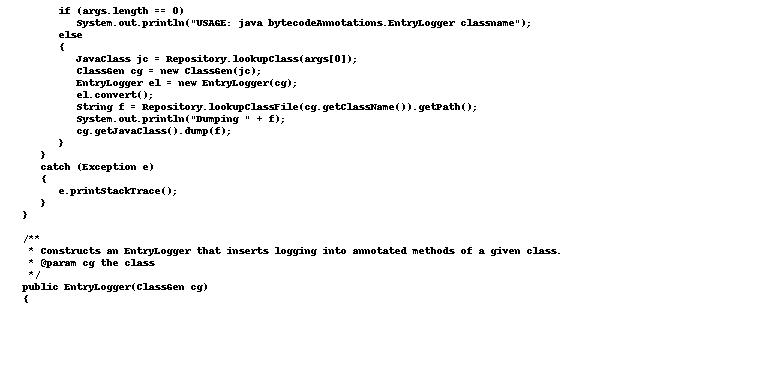 if (args.length == 0)
System.out.println("USAGE: java bytecodeAnnotations.EntryLogger classname");
else
{
JavaClass jc = Repository.lookupClass(args[0]);
ClassGen cg = new ClassGen(jc);
EntryLogger el = new EntryLogger(cg);
el.convert();
String f = Repository.lookupClassFile(cg.getClassName()).getPath();
System.out.println("Dumping " + f);
cg.getJavaClass().dump(f);
}
}
catch (Exception e)
{
e.printStackTrace();
}
}
/**
* Constructs an EntryLogger that inserts logging into annotated methods of a given class.
* @param cg the class
*/
public EntryLogger(ClassGen cg)
{